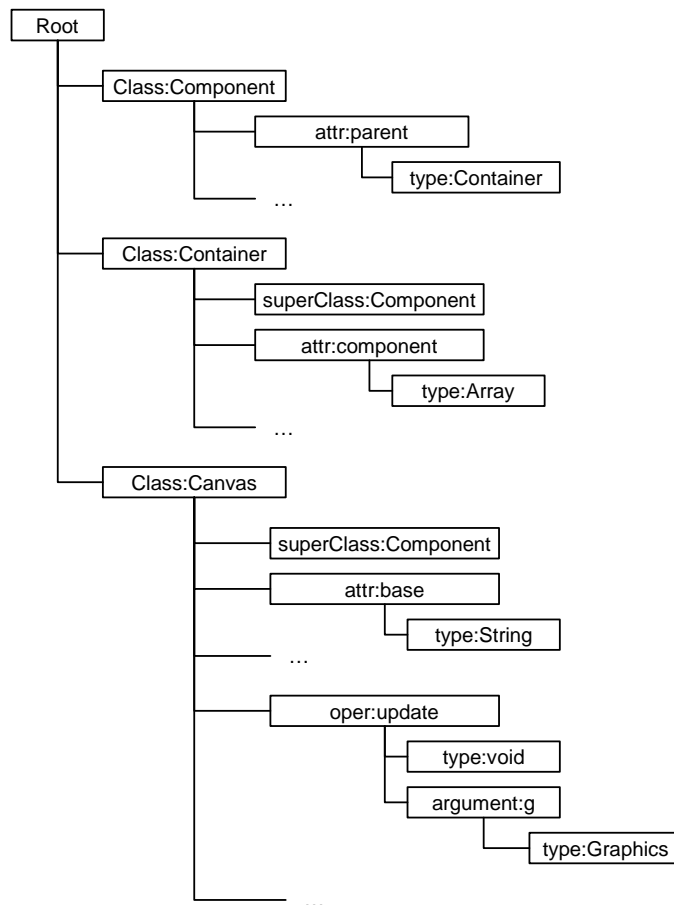 Root
Class:Component
attr:parent
type:Container
...
Class:Container
superClass:Component
attr:component
type:Array
...
Class:Canvas
superClass:Component
attr:base
type:String
...
oper:update
type:void
argument:g
type:Graphics
...